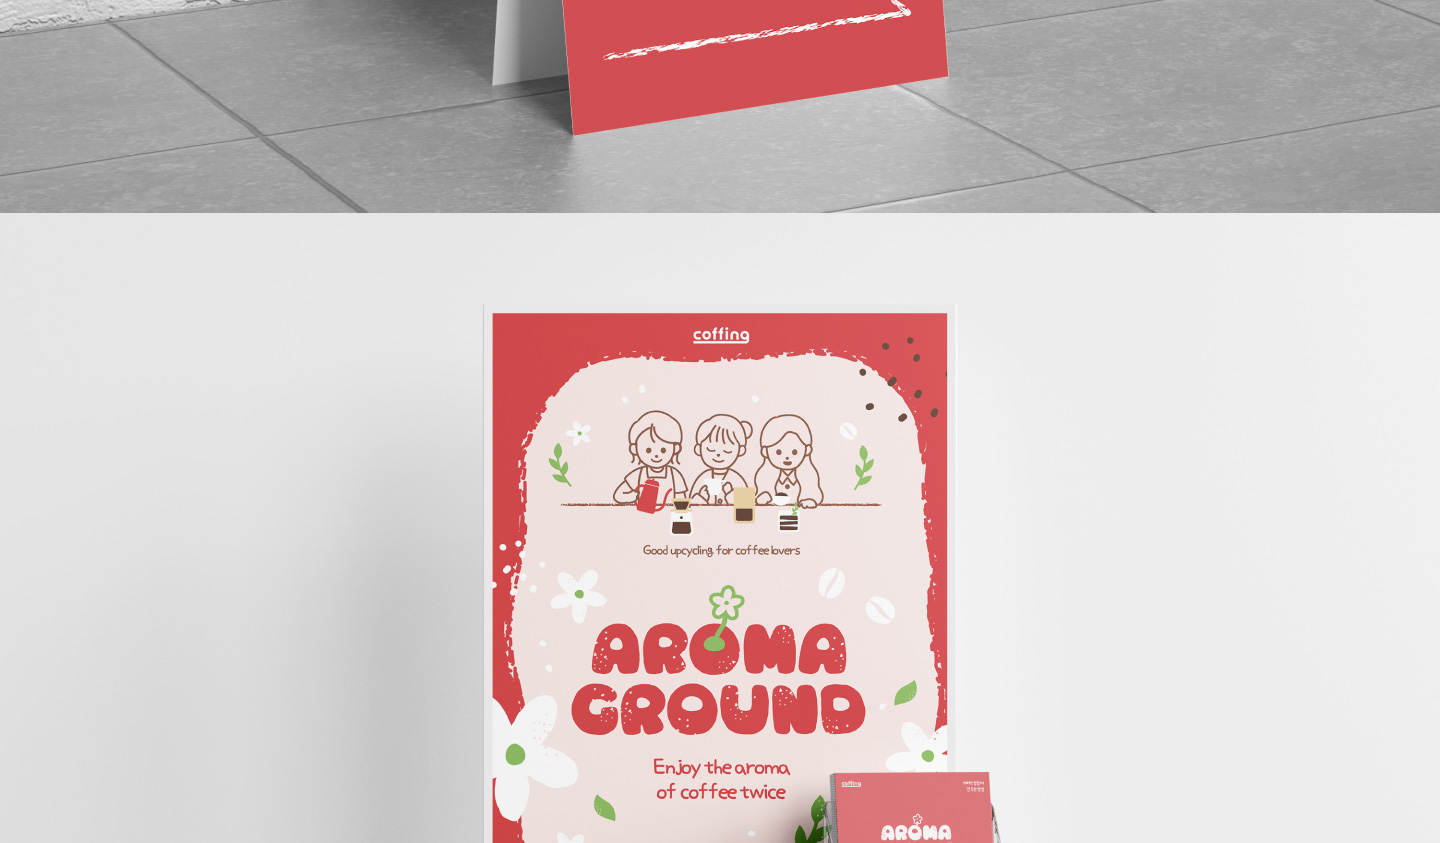 coffing
Good upcycling for coffee lovers
AROMA
GROUND
Enjoy the aroma
of coffee twice
coffing
AROMA